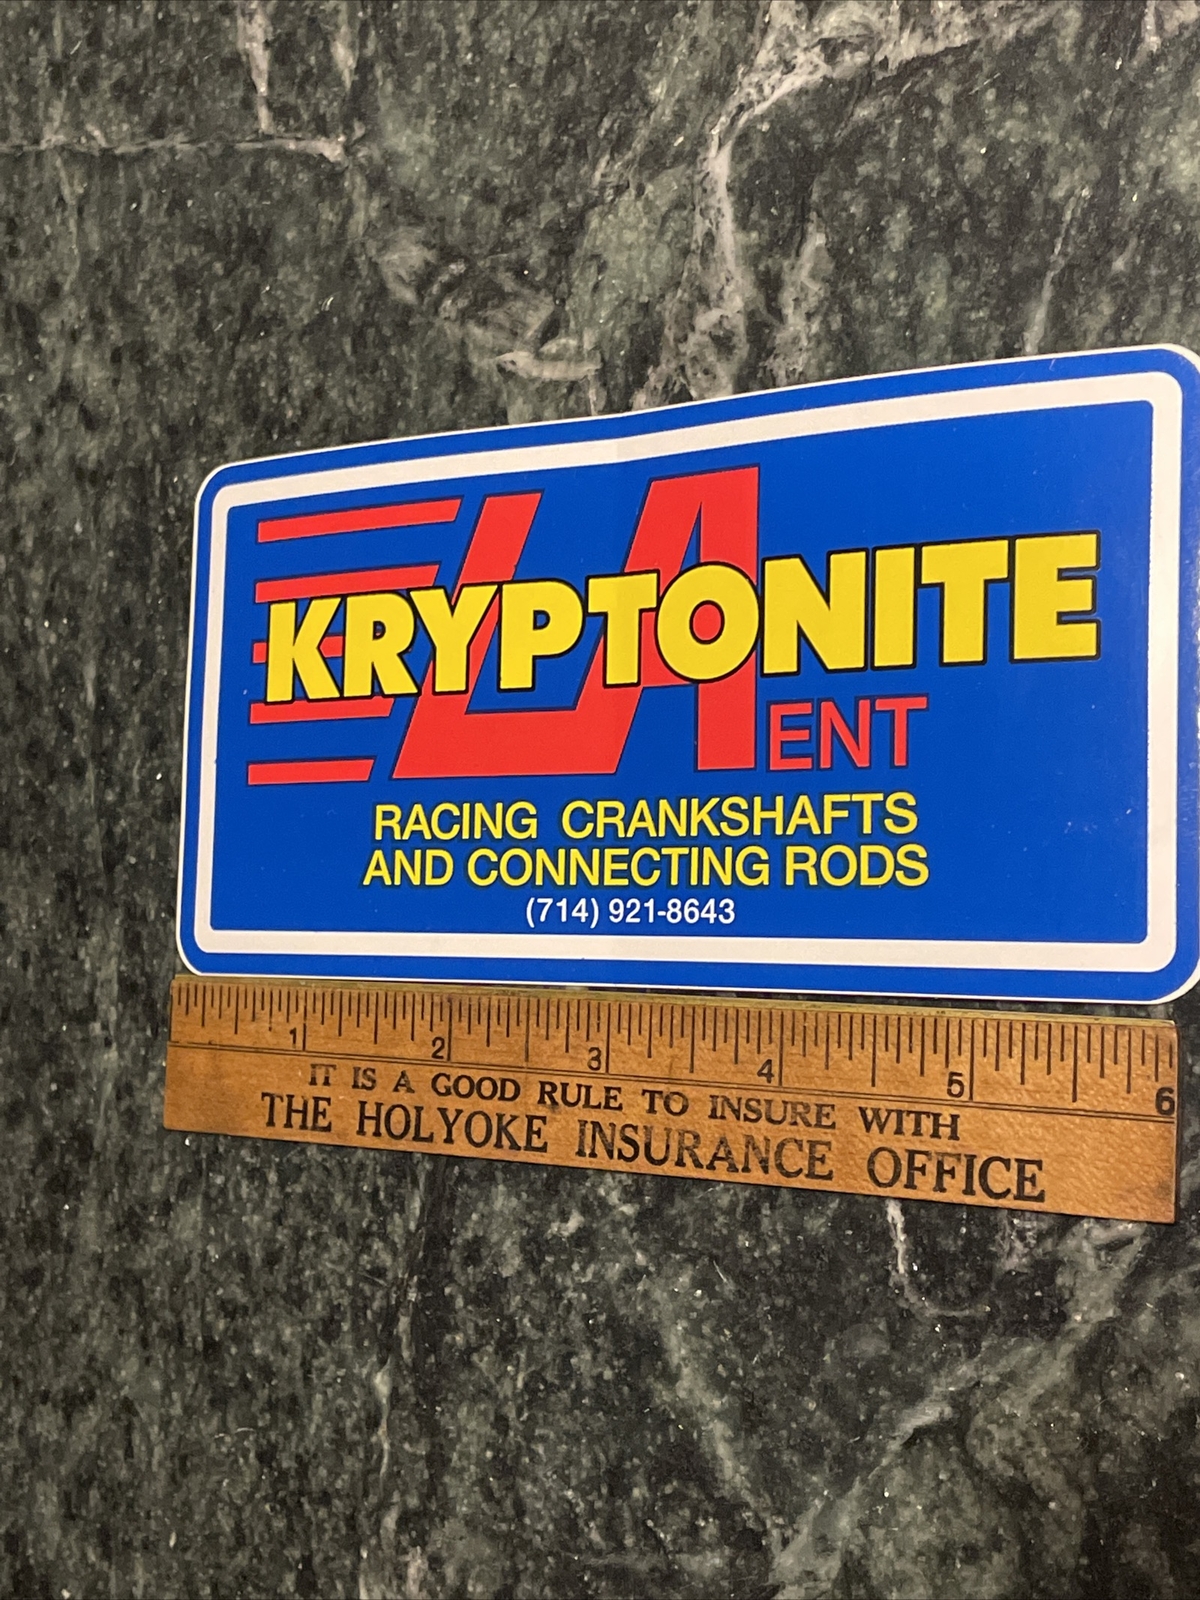 LA
KRYPTONITE
ENT
RACING CRANKSHAFTS
AND CONNECTING RODS
(714) 921-8643
1 2 3 4 5 6
IT IS A GOOD RULE TO INSURE WITH
THE HOLYOKE INSURANCE OFFICE